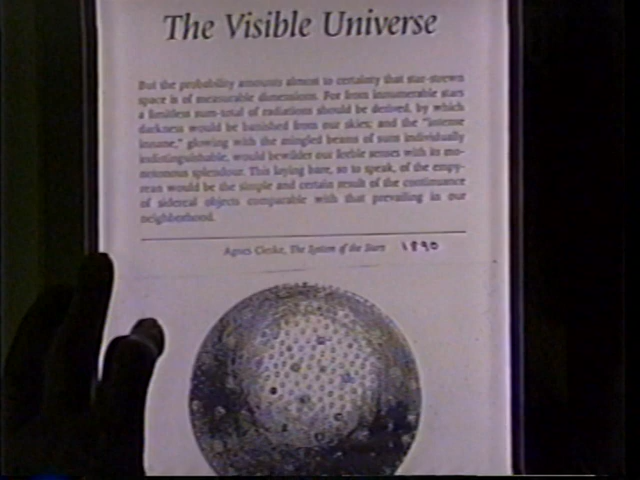 The Visible Universe
But the probability amounts almost to certainty that star-strewn
space is of measurable dimensions. For from innumerable stars
a limitless sum-total of radiations should be derived, by which
darkness would be banished from our skies; and the "intense
inane," glowing with the mingled beams of suns individually
indistinguishable, would bewilder our feeble senses with its mo-
notonous splendour. This laying bare, so to speak, of the empy-
rean would be the simple and certain result of the continuance
of sidereal objects comparable with that prevailing in our
neighborhood.
Agnes Clerke, The System of the Stars 1890